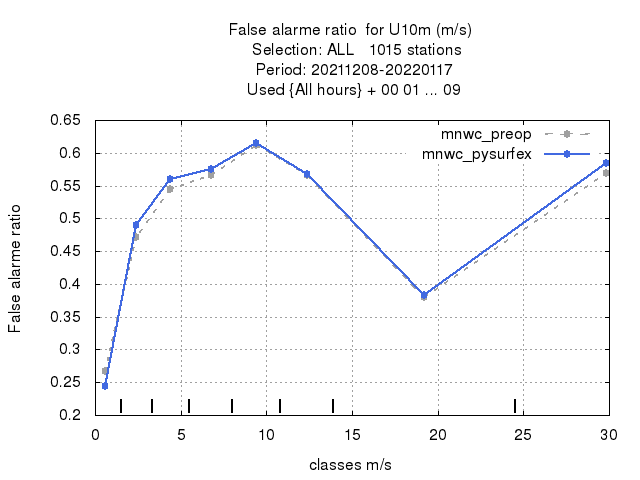 False alarme ratio  for U10m (m/s)
Selection: ALL   1015 stations
Period: 20211208-20220117
Used {All hours} + 00 01 ... 09
mnwc_preop
mnwc_pysurfex
False alarme ratio
0.65
0.6
0.55
0.5
0.45
0.4
0.35
0.3
0.25
0.2
0 5 10 15 20 25 30
classes m/s